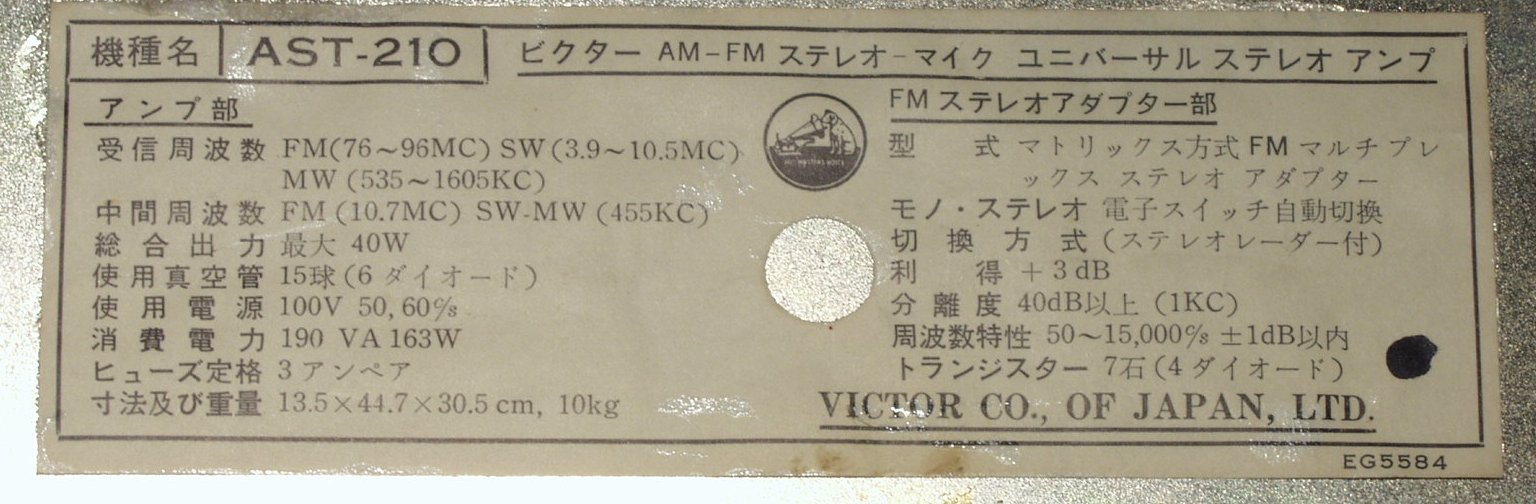 機種名 AST-210 ビクター AM-FM ステレオ-マイク ユニバーサル ステレオ アンプ
アンプ部
受信周波数 FM(76~96MC) SW(3.9~10.5MC)
MW (535~1605KC)
中間周波数 FM (10.7MC) SW-MW (455KC)
総合出力 最大 40W
使用真空管 15球(6 ダイオード)
使用電源 100V 50, 60c/s
消費電力 190 VA 163W
ヒューズ定格 3 アンペア
寸法及び重量 13.5×44.7×30.5cm, 10kg
HIS MASTER'S VOICE
FM ステレオアダプター部
型式 マトリックス方式 FM マルチプレ
ックス ステレオ アダプター
モノ・ステレオ 電子スイッチ自動切換
切換方式 (ステレオレーダー付)
利得 +3dB
分離度 40dB以上 (1KC)
周波数特性 50~15,000c/s ±1dB以内
トランジスター 7石(4 ダイオード)
VICTOR CO., OF JAPAN, LTD.
EG5584